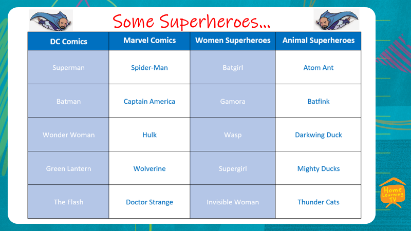 Some Superheroes...
DC Comics Marvel Comics Women Superheroes Animal Superheroes
Superman Spider-Man Batgirl Atom Ant
Batman Captain America Gamora Batfink
Wonder Woman Hulk Wasp Darkwing Duck
Green Lantern Wolverine Supergirl Mighty Ducks
The Flash Doctor Strange Invisible Woman Thunder Cats
Home